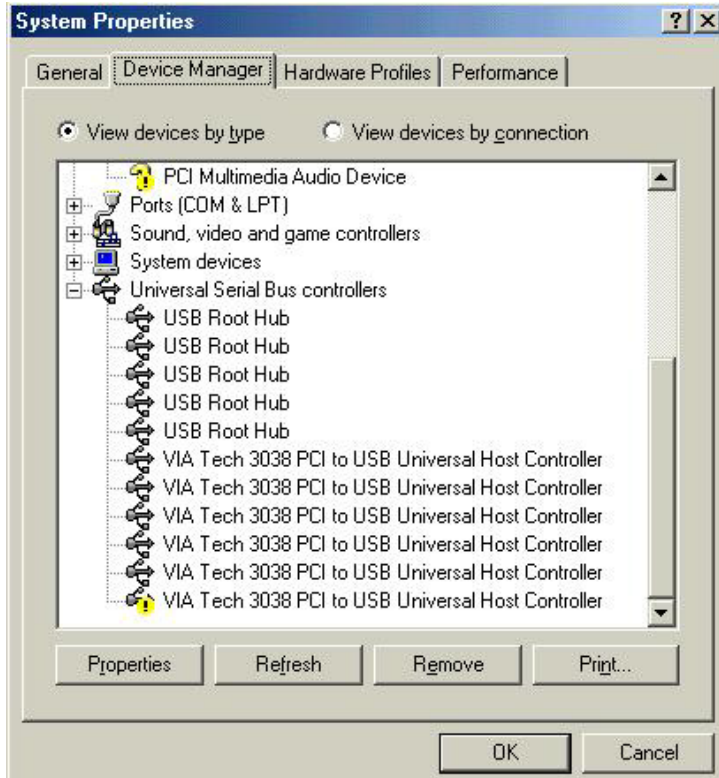 System Properties
General Device Manager Hardware Profiles Performance
View devices by type View devices by connection
PCI Multimedia Audio Device
Ports (COM & LPT)
Sound, video and game controllers
System devices
Universal Serial Bus controllers
USB Root Hub
USB Root Hub
USB Root Hub
USB Root Hub
USB Root Hub
VIA Tech 3038 PCI to USB Universal Host Controller
VIA Tech 3038 PCI to USB Universal Host Controller
VIA Tech 3038 PCI to USB Universal Host Controller
VIA Tech 3038 PCI to USB Universal Host Controller
VIA Tech 3038 PCI to USB Universal Host Controller
VIA Tech 3038 PCI to USB Universal Host Controller
Properties Refresh Remove Print...
OK Cancel